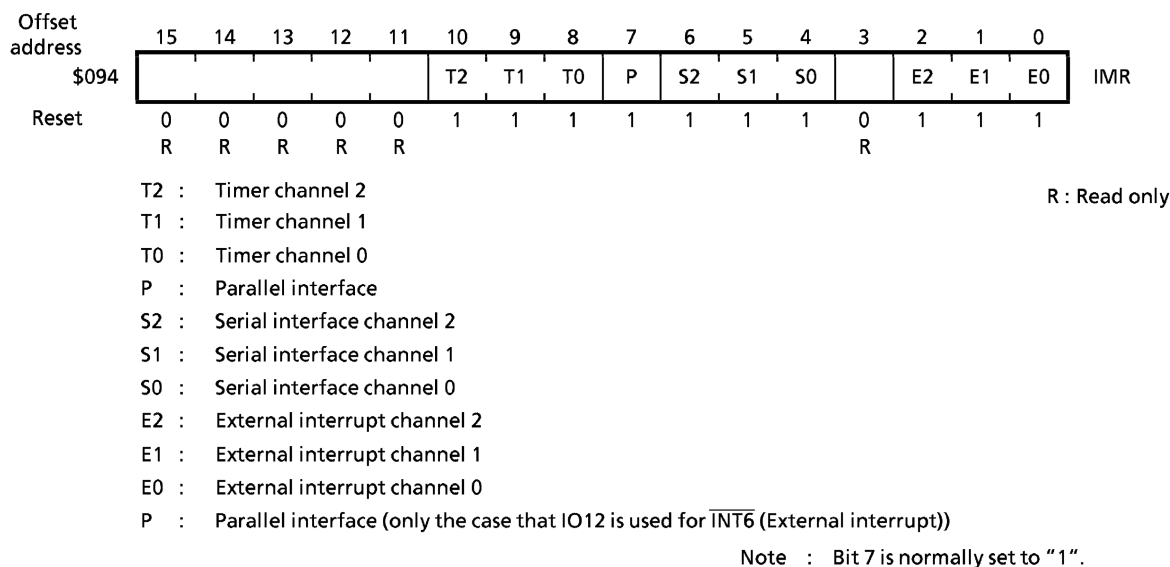 Offset
address
15 14 13 12 11 10 9 8 7 6 5 4 3 2 1 0
$094 T2 T1 T0 P S2 S1 S0 E2 E1 E0 IMR
Reset 0 0 0 0 0 1 1 1 1 1 1 1 0 1 1 1
R R R R R R
T2 : Timer channel 2
R : Read only
T1 : Timer channel 1
T0 : Timer channel 0
P : Parallel interface
S2 : Serial interface channel 2
S1 : Serial interface channel 1
S0 : Serial interface channel 0
E2 : External interrupt channel 2
E1 : External interrupt channel 1
E0 : External interrupt channel 0
P : Parallel interface (only the case that IO12 is used for INT6 (External interrupt))
Note : Bit 7 is normally set to "1".